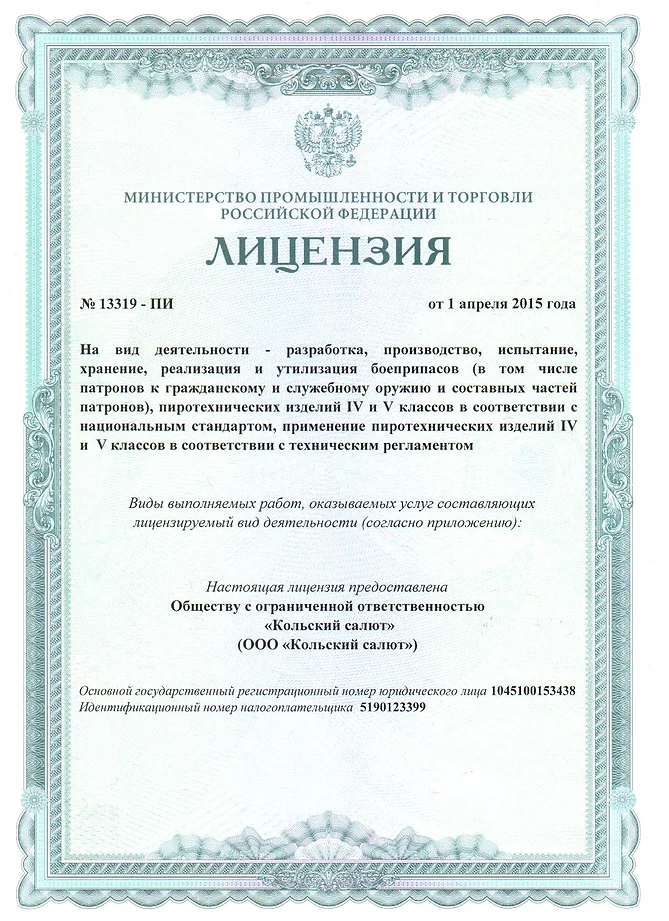 МИНИСТЕРСТВО ПРОМЫШЛЕННОСТИ И ТОРГОВЛИ
РОССИЙСКОЙ ФЕДЕРАЦИИ
ЛИЦЕНЗИЯ
№ 13319 - ПИ от 1 апреля 2015 года
На вид деятельности - разработка, производство, испытание,
хранение, реализация и утилизация боеприпасов (в том числе
патронов к гражданскому и служебному оружию и составных частей
патронов), пиротехнических изделий IV и V классов в соответствии с
национальным стандартом, применение пиротехнических изделий IV
и V классов в соответствии с техническим регламентом
Виды выполняемых работ, оказываемых услуг составляющих
лицензируемый вид деятельности (согласно приложению):
Настоящая лицензия предоставлена
Обществу с ограниченной ответственностью
«Кольский салют»
(ООО «Кольский салют»)
Основной государственный регистрационный номер юридического лица 1045100153438
Идентификационный номер налогоплательщика 5190123399